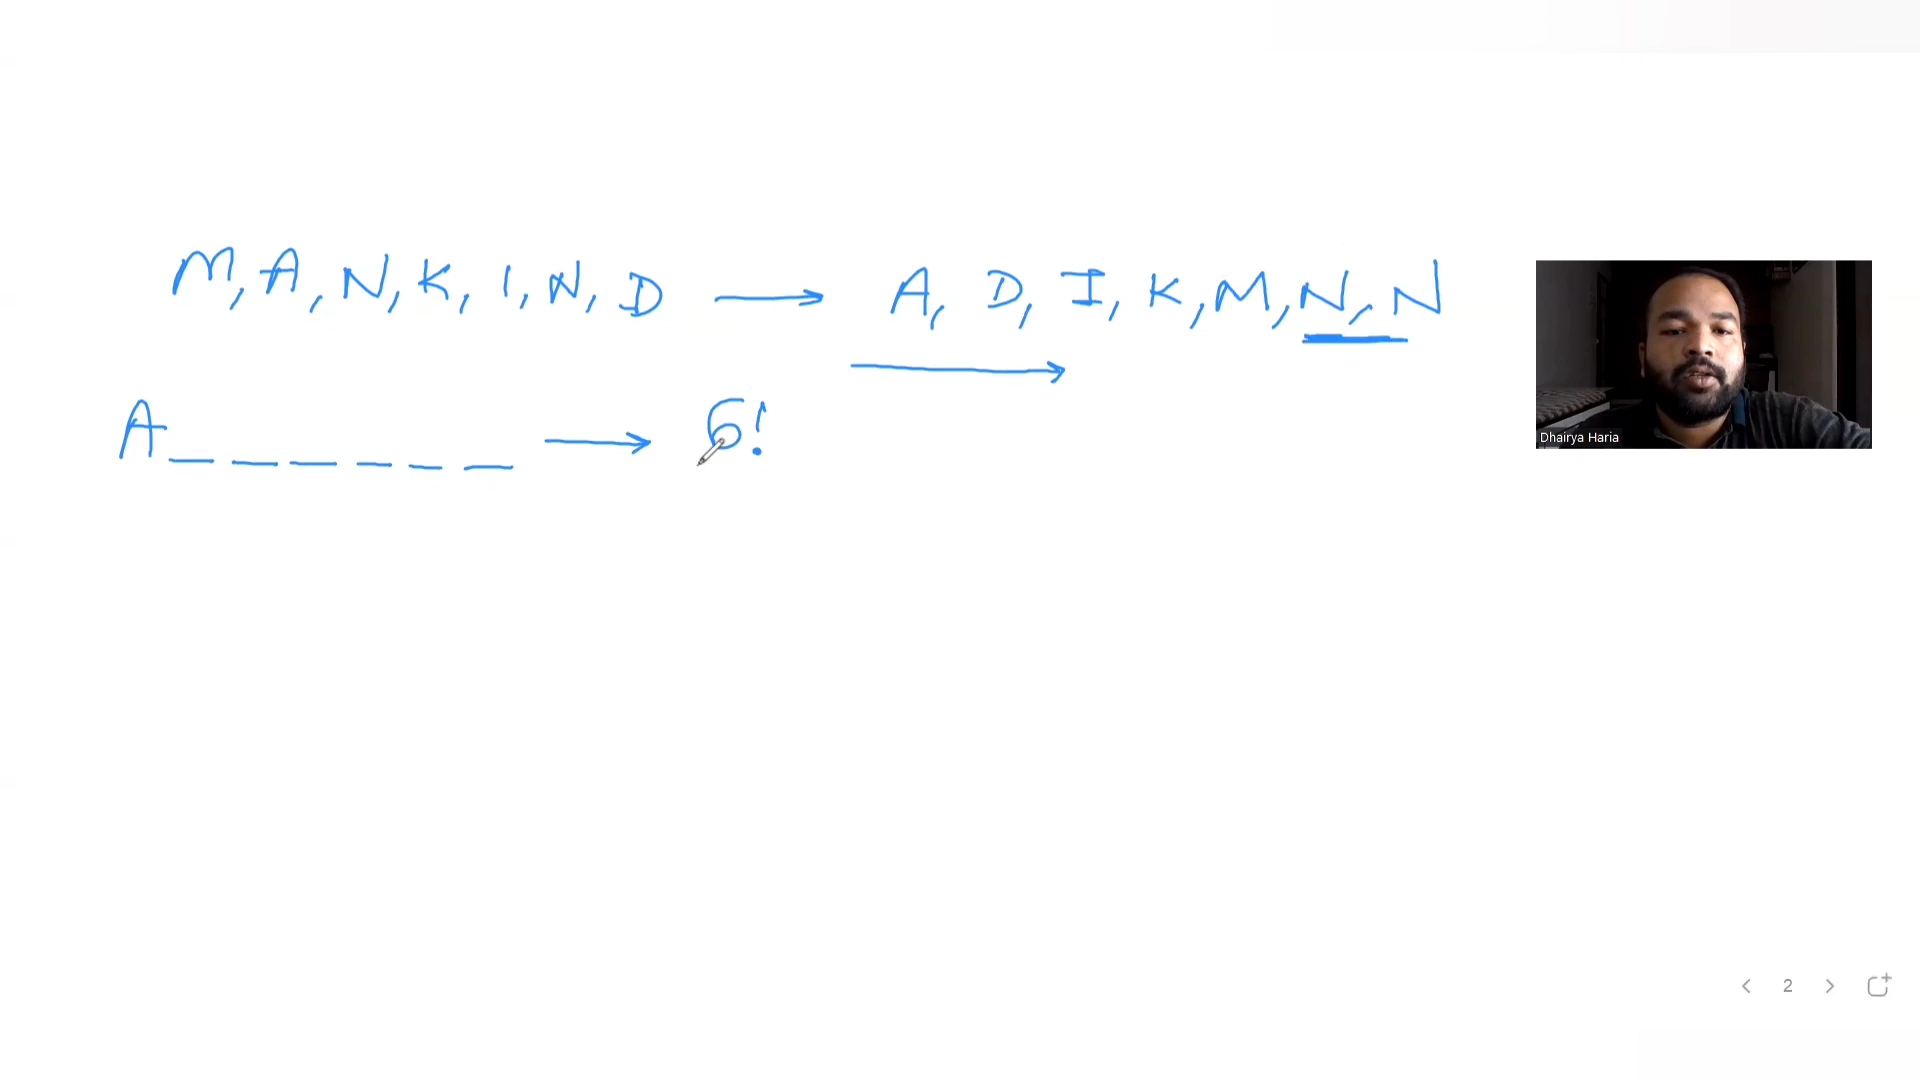 M, A, N, K, I, N, D → A, D, I, K, M, N, N
A _ _ _ _ _ _ → 6!
Dhairya Haria
2